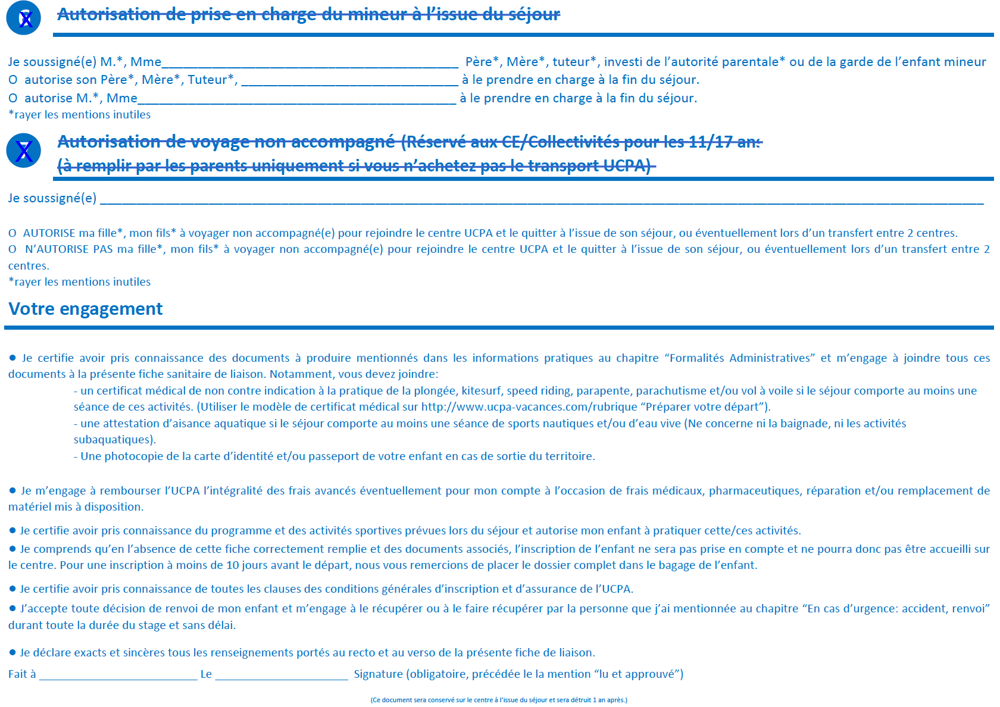 X Autorisation de prise en charge du mineur à l’issue du séjour
Je soussigné(e) M.*, Mme_________________________________________ Père*, Mère*, tuteur*, investi de l’autorité parentale* ou de la garde de l’enfant mineur
O autorise son Père*, Mère*, Tuteur*, ______________________________ à le prendre en charge à la fin du séjour.
O autorise M.*, Mme____________________________________________ à le prendre en charge à la fin du séjour.
*rayer les mentions inutiles
X Autorisation de voyage non accompagné (Réservé aux CE/Collectivités pour les 11/17 ans
(à remplir par les parents uniquement si vous n’achetez pas le transport UCPA)
Je soussigné(e) ____________________________________________________________
O AUTORISE ma fille*, mon fils* à voyager non accompagné(e) pour rejoindre le centre UCPA et le quitter à l’issue de son séjour, ou éventuellement lors d’un transfert entre 2 centres.
O N’AUTORISE PAS ma fille*, mon fils* à voyager non accompagné(e) pour rejoindre le centre UCPA et le quitter à l’issue de son séjour, ou éventuellement lors d’un transfert entre 2
centres.
*rayer les mentions inutiles
Votre engagement
● Je certifie avoir pris connaissance des documents à produire mentionnés dans les informations pratiques au chapitre “Formalités Administratives” et m’engage à joindre tous ces
documents à la présente fiche sanitaire de liaison. Notamment, vous devez joindre:
- un certificat médical de non contre indication à la pratique de la plongée, kitesurf, speed riding, parapente, parachutisme et/ou vol à voile si le séjour comporte au moins une
séance de ces activités. (Utiliser le modèle de certificat médical sur http://www.ucpa-vacances.com/rubrique “Préparer votre départ”).
- une attestation d’aisance aquatique si le séjour comporte au moins une séance de sports nautiques et/ou d’eau vive (Ne concerne ni la baignade, ni les activités
subaquatiques).
- Une photocopie de la carte d’identité et/ou passeport de votre enfant en cas de sortie du territoire.
● Je m’engage à rembourser l’UCPA l’intégralité des frais avancés éventuellement pour mon compte à l’occasion de frais médicaux, pharmaceutiques, réparation et/ou remplacement de
matériel mis à disposition.
● Je certifie avoir pris connaissance du programme et des activités sportives prévues lors du séjour et autorise mon enfant à pratiquer cette/ces activités.
● Je comprends qu’en l’absence de cette fiche correctement remplie et des documents associés, l’inscription de l’enfant ne sera pas prise en compte et ne pourra donc pas être accueilli sur
le centre. Pour une inscription à moins de 10 jours avant le départ, nous vous remercions de placer le dossier complet dans le bagage de l’enfant.
● Je certifie avoir pris connaissance de toutes les clauses des conditions générales d’inscription et d’assurance de l’UCPA.
● J’accepte toute décision de renvoi de mon enfant et m’engage à le récupérer ou à le faire récupérer par la personne que j’ai mentionnée au chapitre “En cas d’urgence: accident, renvoi”
durant toute la durée du stage et sans délai.
● Je déclare exacts et sincères tous les renseignements portés au recto et au verso de la présente fiche de liaison.
Fait à _________________________ Le _____________________ Signature (obligatoire, précédée le la mention “lu et approuvé”)
(Ce document sera conservé sur le centre à l’issue du séjour et sera détruit 1 an après.)